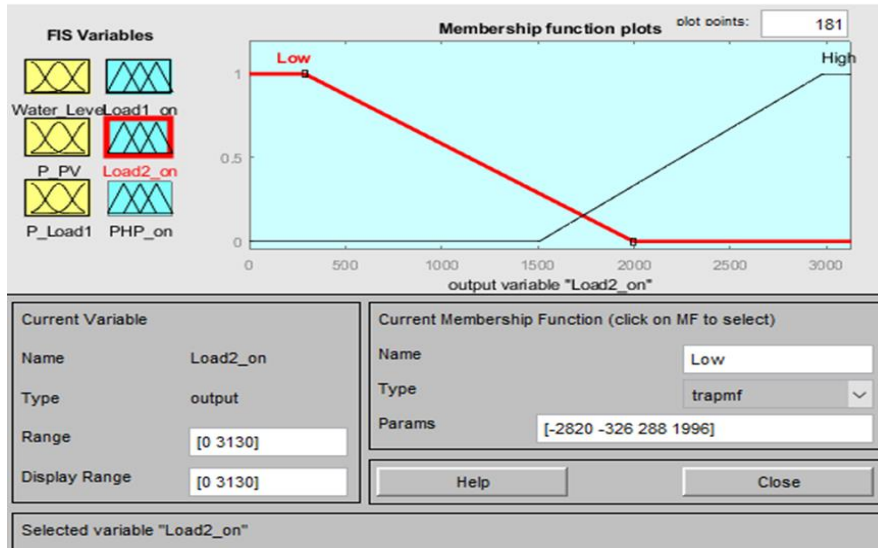 FIS Variables
Membership function plots
plot points:
181
Water_Level
Load1_on
P_PV
Load2_on
P_Load1
PHP_on
Low
High
1
0.5
0
0
500
1000
1500
2000
2500
3000
output variable "Load2_on"
Current Variable
Name
Load2_on
Type
output
Range
[0 3130]
Display Range
[0 3130]
Current Membership Function (click on MF to select)
Name
Low
Type
trapmf
Params
[-2820 -326 288 1996]
Help
Close
Selected variable "Load2_on"